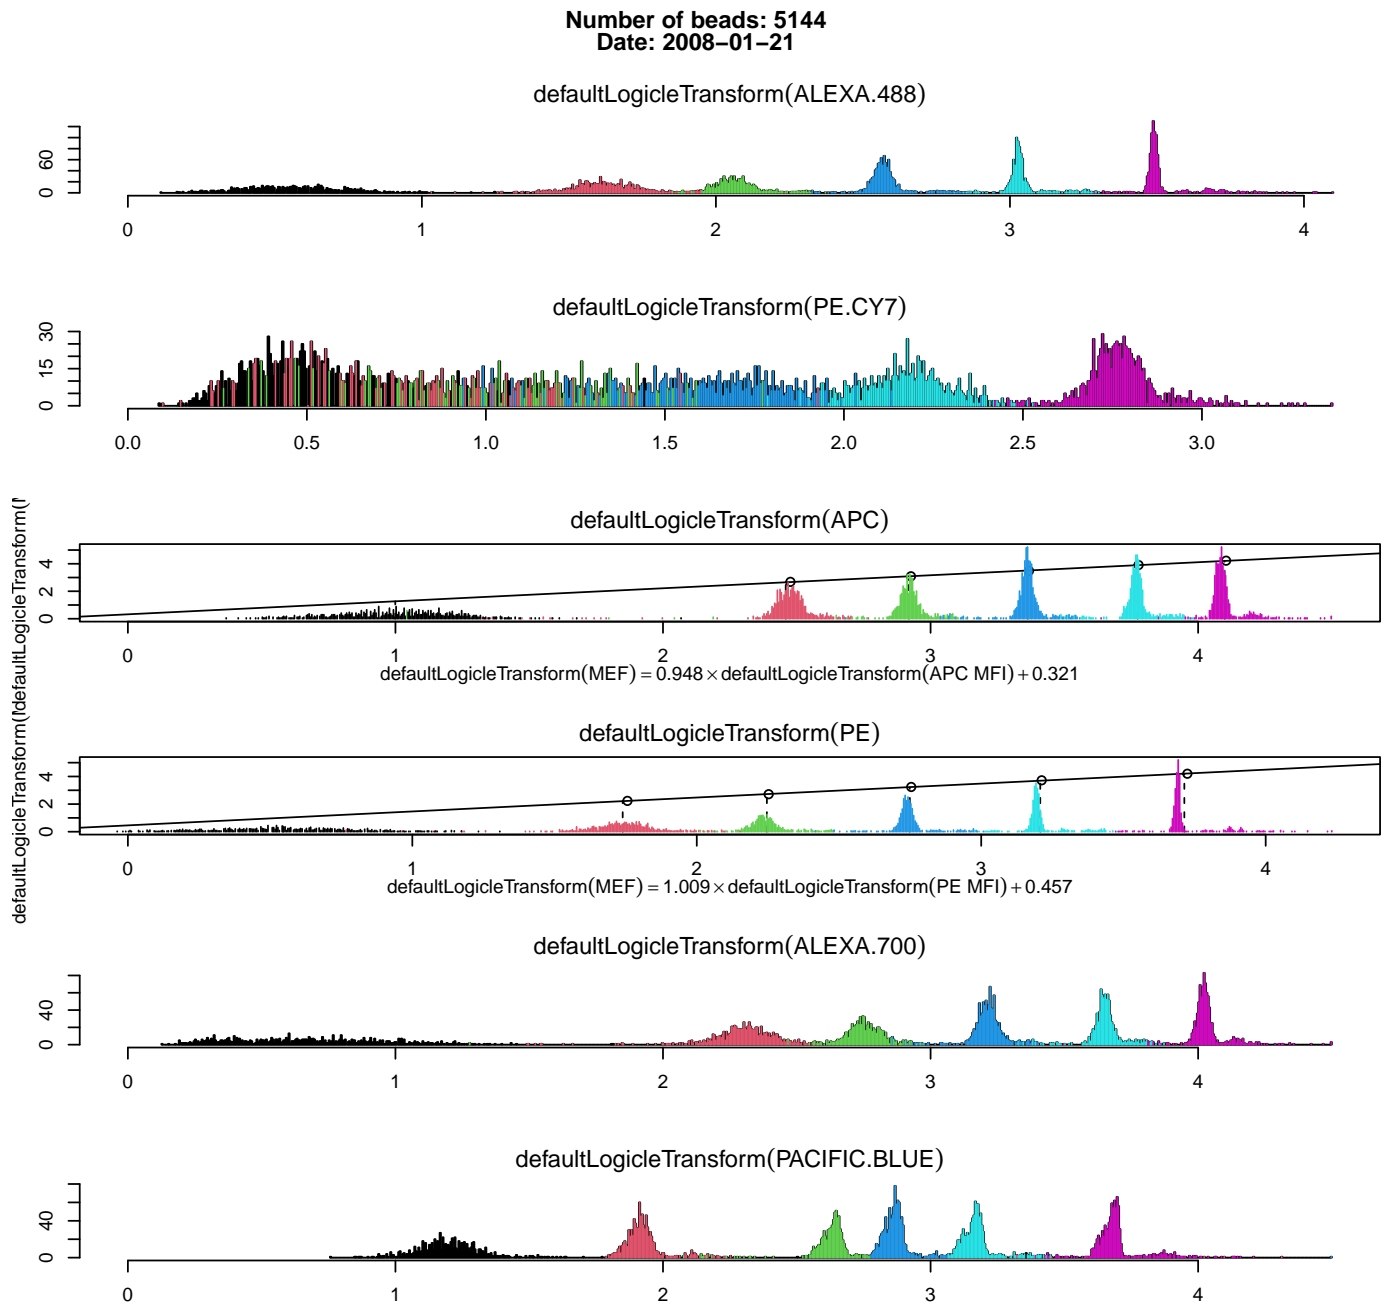 Number of beads: 5144
Date: 2008−01−21
defaultLogicleTransform(ALEXA.488)
0 60
0 1 2 3 4
defaultLogicleTransform(PE.CY7)
0 15 30
0.0 0.5 1.0 1.5 2.0 2.5 3.0
defaultLogicleTransform(APC)
defaultLogicleTransform(
0 2 4
0 1 2 3 4
defaultLogicleTransform(MEF) = 0.948 × defaultLogicleTransform(APC MFI) + 0.321
defaultLogicleTransform(PE)
defaultLogicleTransform(
0 2 4
0 1 2 3 4
defaultLogicleTransform(MEF) = 1.009 × defaultLogicleTransform(PE MFI) + 0.457
defaultLogicleTransform(ALEXA.700)
0 40
0 1 2 3 4
defaultLogicleTransform(PACIFIC.BLUE)
0 40
0 1 2 3 4